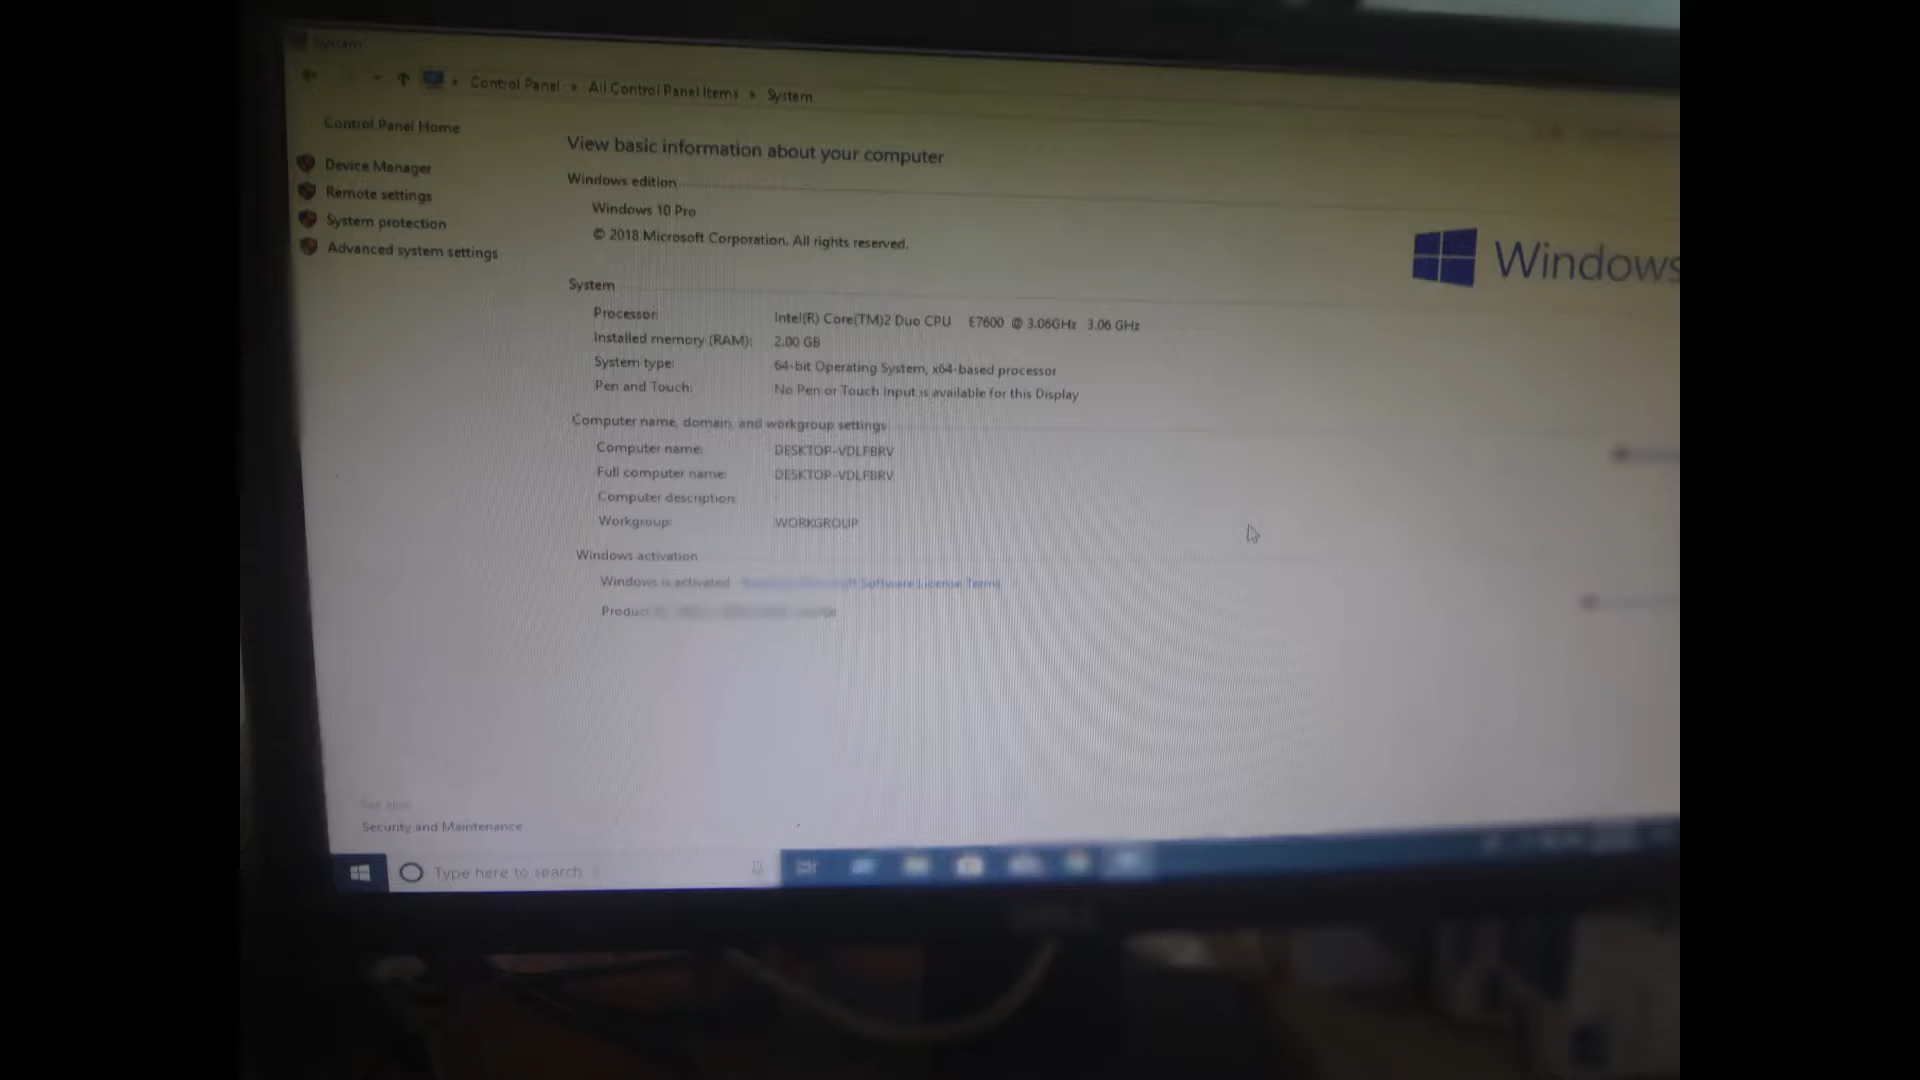 System
Control Panel > All Control Panel Items > System
Control Panel Home
Device Manager
Remote settings
System protection
Advanced system settings
View basic information about your computer
Windows edition
Windows 10 Pro
© 2018 Microsoft Corporation. All rights reserved.
Windows
System
Processor: Intel(R) Core(TM)2 Duo CPU E7600 @ 3.06GHz 3.06 GHz
Installed memory (RAM): 2.00 GB
System type: 64-bit Operating System, x64-based processor
Pen and Touch: No Pen or Touch Input is available for this Display
Computer name, domain, and workgroup settings
Computer name: DESKTOP-VDLFBRV
Full computer name: DESKTOP-VDLFBRV
Computer description:
Workgroup: WORKGROUP
Windows activation
Windows is activated Software License Terms
Product
See also
Security and Maintenance
Type here to search
DELL